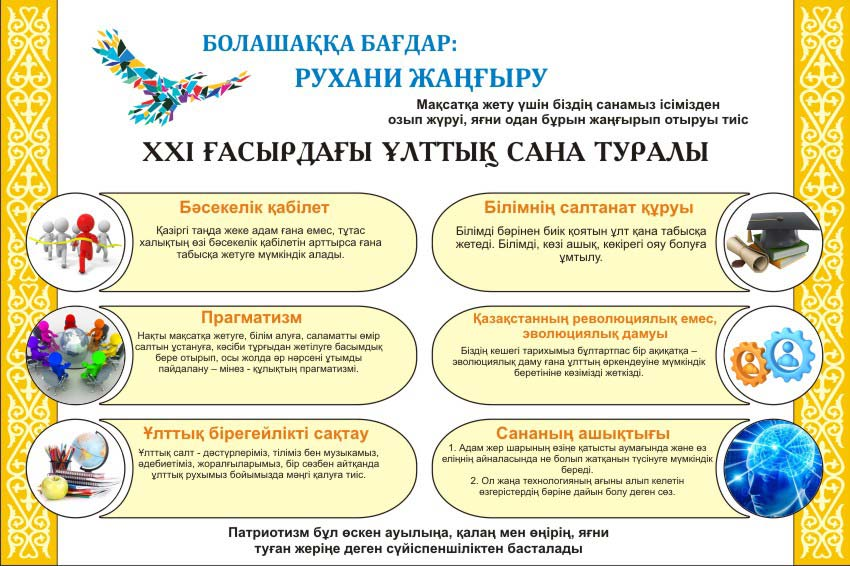 БОЛАШАҚҚА БАҒДАР:
РУХАНИ ЖАҢҒЫРУ
Мақсатқа жету үшін біздің санамыз ісімізден
озып жүруі, яғни одан бұрын жаңғырып отыруы тиіс
ХХІ ҒАСЫРДАҒЫ ҰЛТТЫҚ САНА ТУРАЛЫ
Бәсекелік қабілет
Қазіргі таңда жеке адам ғана емес, тұтас
халықтың өзі бәсекелік қабілетін арттырса ғана
табысқа жетуге мүмкіндік алады.
Білімнің салтанат құруы
Білімді бәрінен биік қоятын ұлт қана табысқа
жетеді. Білімді, көзі ашық, көкірегі ояу болуға
ұмтылу.
Прагматизм
Нақты мақсатқа жетуге, білім алуға, саламатты өмір
салтын ұстануға, кәсіби тұрғыдан жетілуге басымдық
бере отырып, осы жолда әр нәрсені ұтымды
пайдалану – мінез - құлықтың прагматизмі.
Қазақстанның революциялық емес,
эволюциялық дамуы
Біздің кешегі тарихымыз бұлтартпас бір ақиқатқа –
эволюциялық даму ғана ұлттың өркендеуіне мүмкіндік
беретініне көзімізді жеткізді.
Ұлттық бірегейлікті сақтау
Ұлттық салт - дәстүрлеріміз, тіліміз бен музыкамыз,
әдебиетіміз, жоралғыларымыз, бір сөзбен айтқанда
ұлттық рухымыз бойымызда мәңгі қалуға тиіс.
Сананың ашықтығы
1. Адам жер шарының өзіңе қатысты аумағында және өз
еліңнің айналасында не болып жатқанын түсінуге мүмкіндік
береді.
2. Ол жаңа технологияның ағыны алып келетін
өзгерістердің бәріне дайын болу деген сөз.
Патриотизм бұл өскен ауылыңа, қалаң мен өңірің, яғни
туған жеріңе деген сүйіспеншіліктен басталады